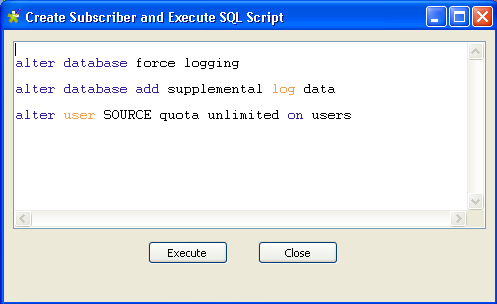 Create Subscriber and Execute SQL Script
alter database force logging
alter database add supplemental log data
alter user SOURCE quota unlimited on users
Execute
Close